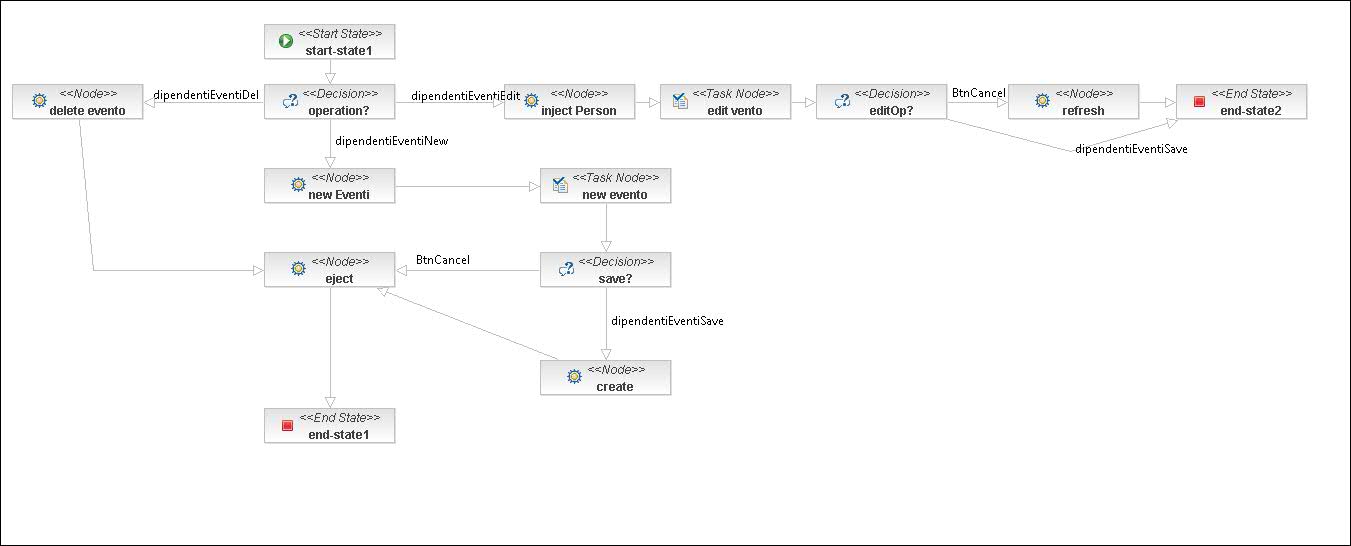 <<Start State>>
start-state1
<<Node>>
delete evento
dipendentiEventiDel
<<Decision>>
operation?
dipendentiEventiEdit
<<Node>>
inject Person
<<Task Node>>
edit vento
<<Decision>>
editOp?
BtnCancel
<<Node>>
refresh
<<End State>>
end-state2
dipendentiEventiNew
dipendentiEventiSave
<<Node>>
new Eventi
<<Task Node>>
new evento
<<Node>>
eject
BtnCancel
<<Decision>>
save?
dipendentiEventiSave
<<Node>>
create
<<End State>>
end-state1